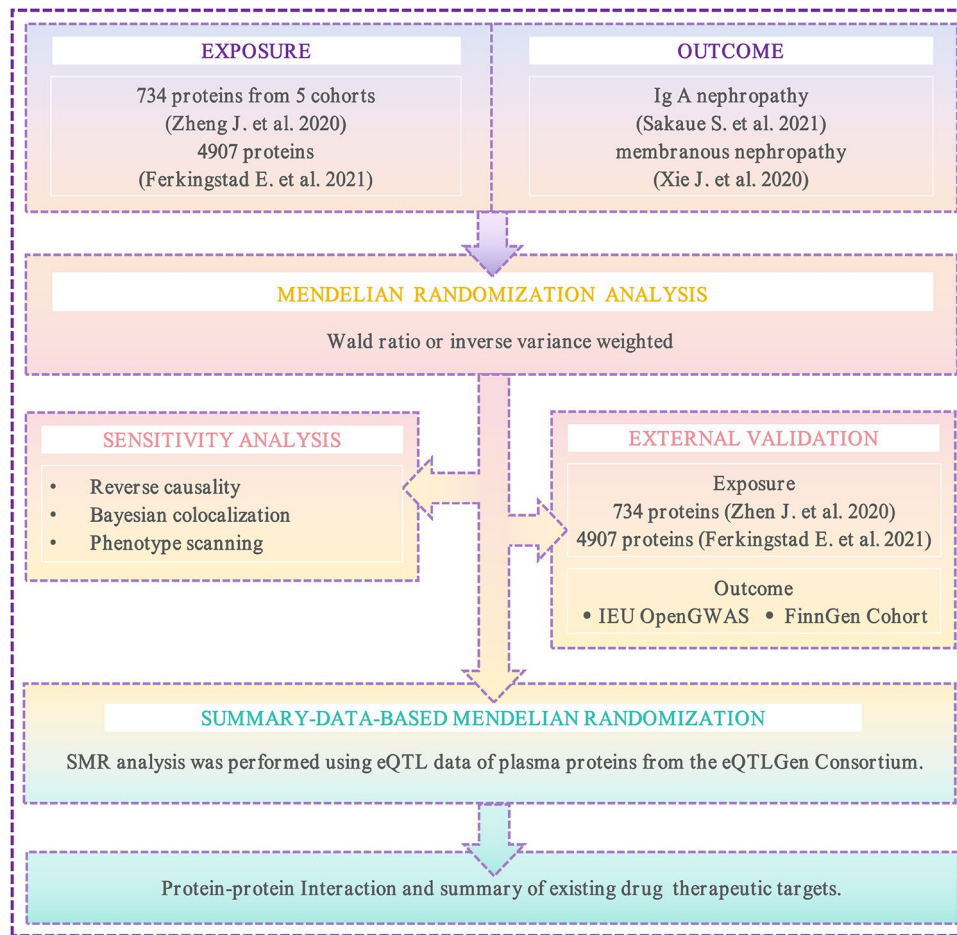 EXPOSURE
734 proteins from 5 cohorts
(Zheng J. et al. 2020)
4907 proteins
(Ferkingstad E. et al. 2021)
OUTCOME
Ig A nephropathy
(Sakaue S. et al. 2021)
membranous nephropathy
(Xie J. et al. 2020)
MENDELIAN RANDOMIZATION ANALYSIS
Wald ratio or inverse variance weighted
SENSITIVITY ANALYSIS
• Reverse causality
• Bayesian colocalization
• Phenotype scanning
EXTERNAL VALIDATION
Exposure
734 proteins (Zhen J. et al. 2020)
4907 proteins (Ferkingstad E. et al. 2021)
Outcome
• IEU OpenGWAS • FinnGen Cohort
SUMMARY-DATA-BASED MENDELIAN RANDOMIZATION
SMR analysis was performed using eQTL data of plasma proteins from the eQTLGen Consortium.
Protein-protein Interaction and summary of existing drug therapeutic targets.